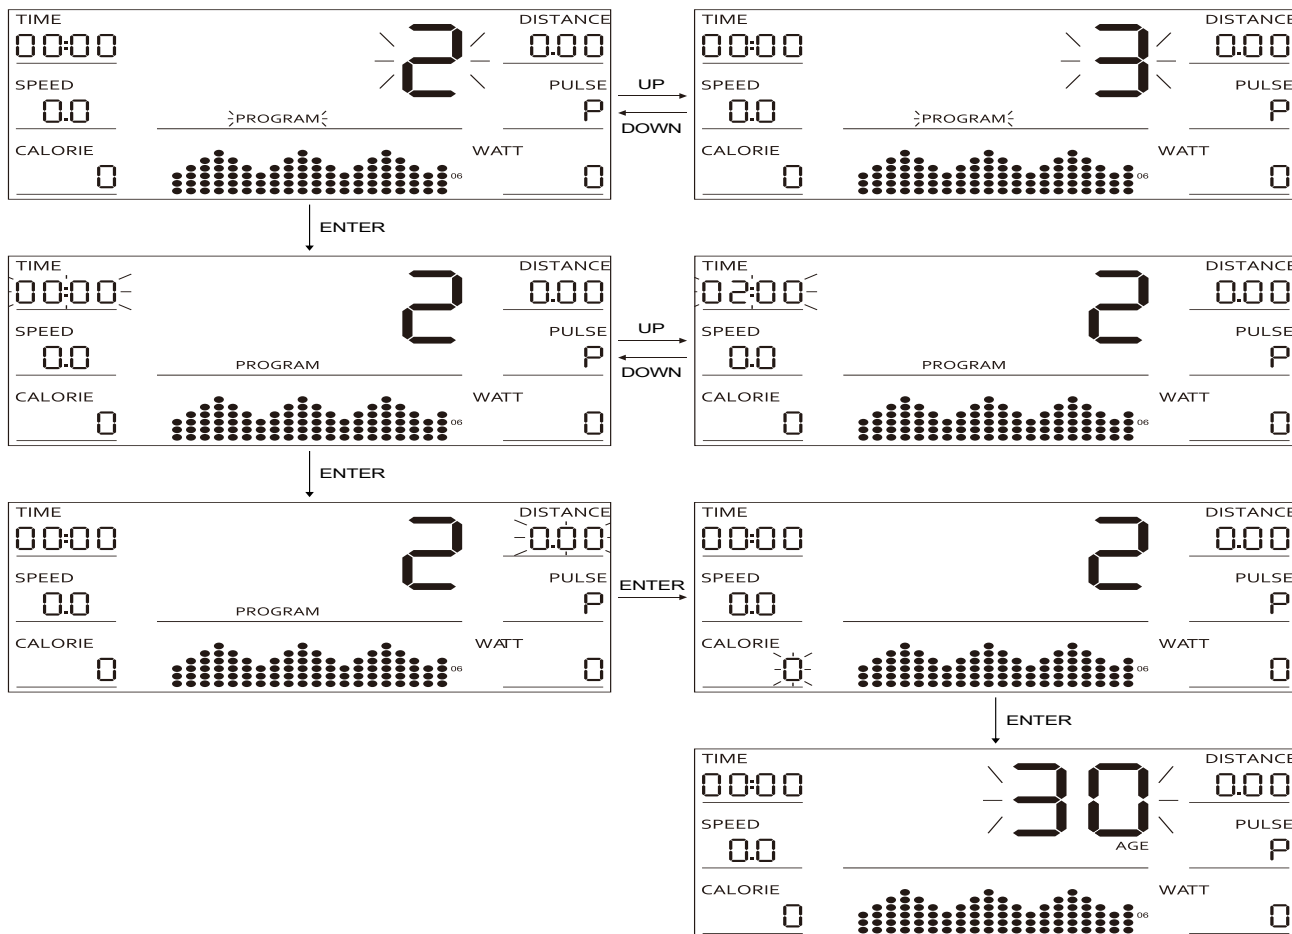 TIME 2 DISTANCE
00:00 0.00
SPEED PULSE
0.0 P
PROGRAM
CALORIE WATT
0 06 0
UP
DOWN
TIME 3 DISTANCE
00:00 0.00
SPEED PULSE
0.0 P
PROGRAM
CALORIE WATT
0 06 0
ENTER
TIME 2 DISTANCE
00:00 0.00
SPEED PULSE
0.0 P
PROGRAM
CALORIE WATT
0 06 0
UP
DOWN
TIME 2 DISTANCE
02:00 0.00
SPEED PULSE
0.0 P
PROGRAM
CALORIE WATT
0 06 0
ENTER
TIME 2 DISTANCE
00:00 0.00
SPEED PULSE
0.0 P
PROGRAM
CALORIE WATT
0 06 0
ENTER
TIME 2 DISTANCE
00:00 0.00
SPEED PULSE
0.0 P
CALORIE WATT
0 06 0
ENTER
TIME 30 DISTANCE
00:00 0.00
SPEED PULSE
0.0 AGE P
CALORIE WATT
0 06 0